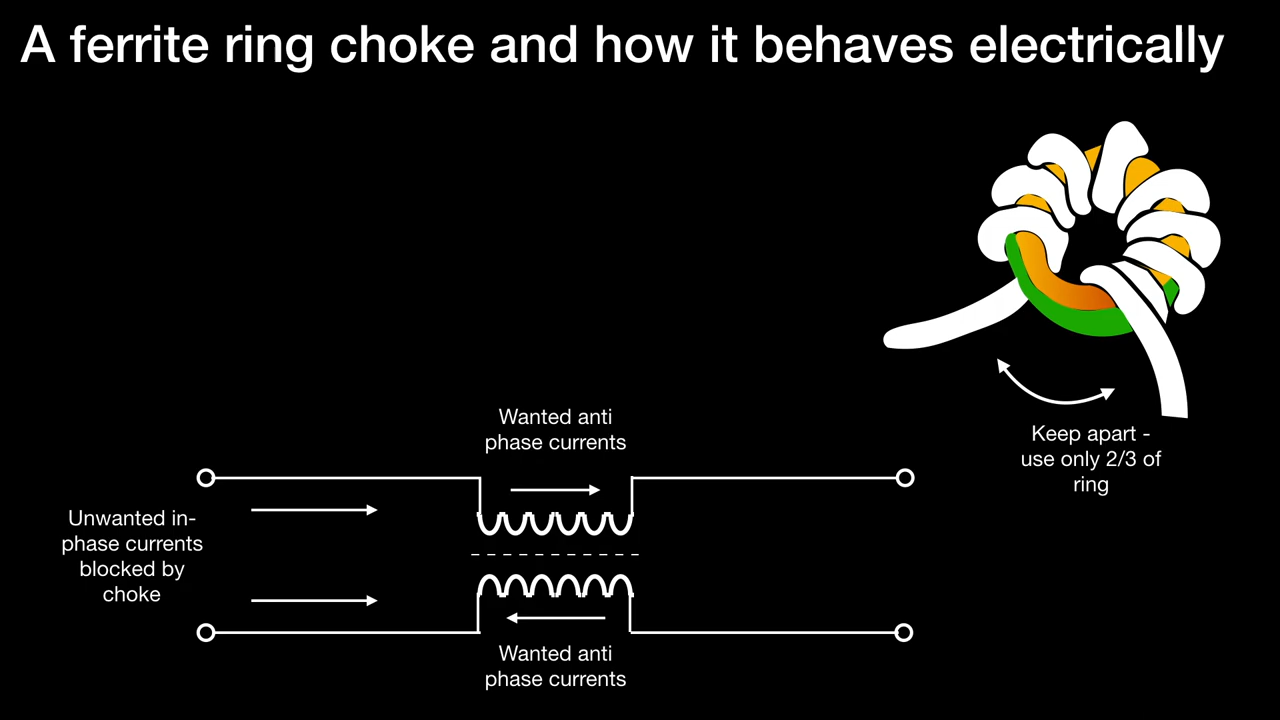 A ferrite ring choke and how it behaves electrically
Keep apart -
use only 2/3 of
ring
Wanted anti
phase currents
Unwanted in-
phase currents
blocked by
choke
Wanted anti
phase currents